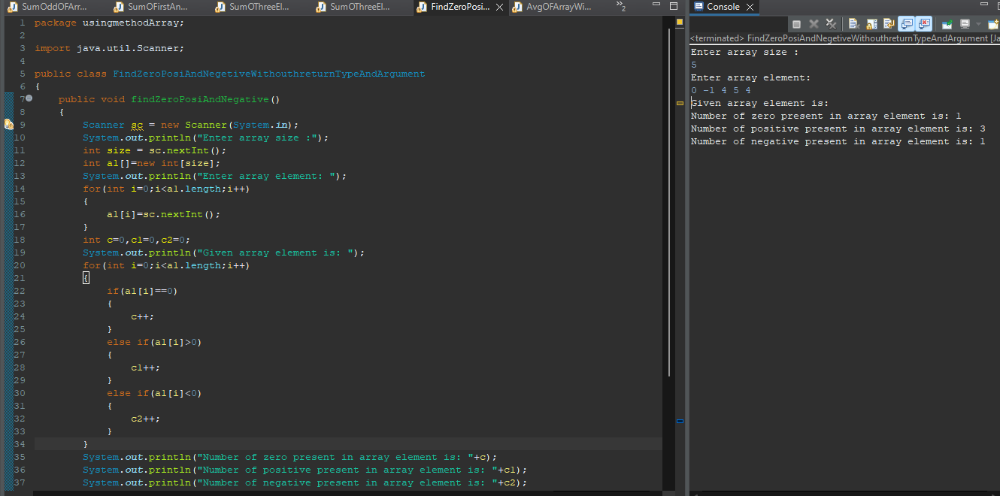 SumOddOFArr...
SumOFirstAn...
SumOThreeEl...
SumOThreeEl...
FindZeroPosi...
AvgOFArrayWi...
»2
1 package usingmethodArray;
2
3 import java.util.Scanner;
4
5 public class FindZeroPosiAndNegetiveWithouthreturnTypeAndArgument
6 {
7 public void findZeroPosiAndNegative()
8 {
9 Scanner sc = new Scanner(System.in);
10 System.out.println("Enter array size :");
11 int size = sc.nextInt();
12 int al[]=new int[size];
13 System.out.println("Enter array element: ");
14 for(int i=0;i<al.length;i++)
15 {
16 al[i]=sc.nextInt();
17 }
18 int c=0,c1=0,c2=0;
19 System.out.println("Given array element is: ");
20 for(int i=0;i<al.length;i++)
21 {
22 if(al[i]==0)
23 {
24 c++;
25 }
26 else if(al[i]>0)
27 {
28 c1++;
29 }
30 else if(al[i]<0)
31 {
32 c2++;
33 }
34 }
35 System.out.println("Number of zero present in array element is: "+c);
36 System.out.println("Number of positive present in array element is: "+c1);
37 System.out.println("Number of negative present in array element is: "+c2);
Console
<terminated> FindZeroPosiAndNegetiveWithouthreturnTypeAndArgument [Ja
Enter array size :
5
Enter array element:
0 -1 4 5 4
Given array element is:
Number of zero present in array element is: 1
Number of positive present in array element is: 3
Number of negative present in array element is: 1